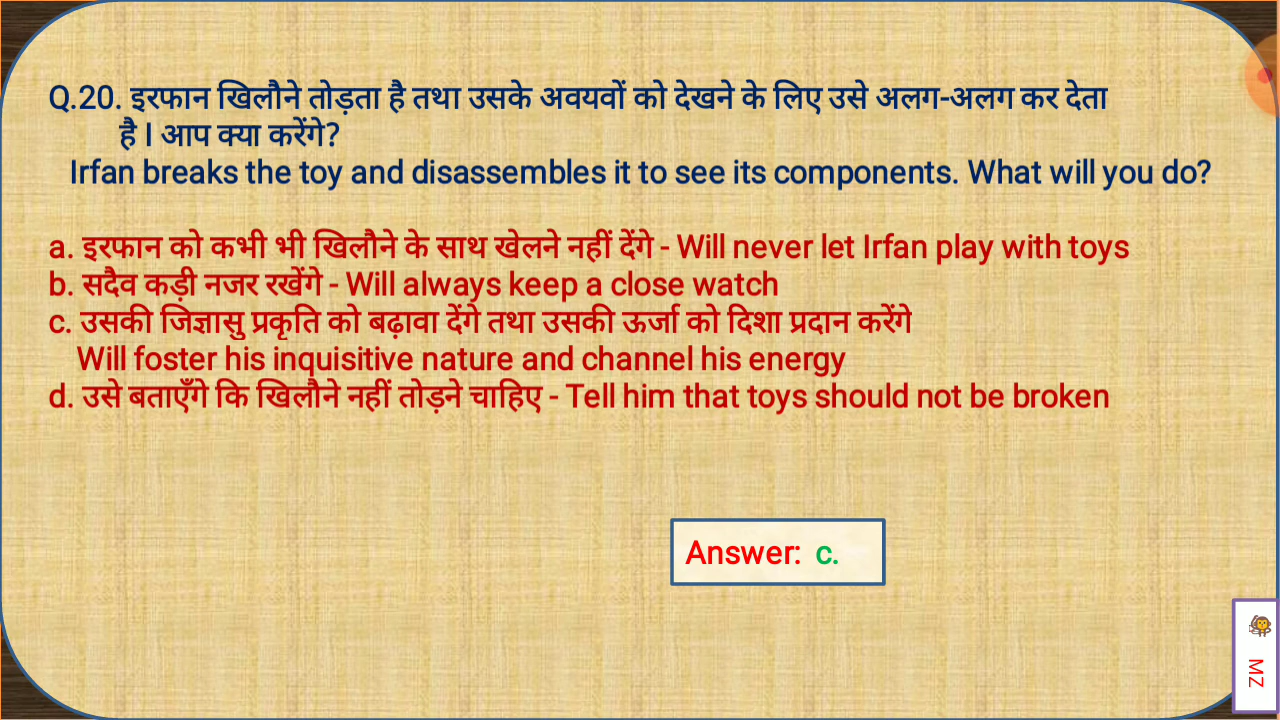 Q.20. इरफान खिलौने तोड़ता है तथा उसके अवयवों को देखने के लिए उसे अलग-अलग कर देता
है I आप क्या करेंगे?
Irfan breaks the toy and disassembles it to see its components. What will you do?
a. इरफान को कभी भी खिलौने के साथ खेलने नहीं देंगे - Will never let Irfan play with toys
b. सदैव कड़ी नजर रखेंगे - Will always keep a close watch
c. उसकी जिज्ञासु प्रकृति को बढ़ावा देंगे तथा उसकी ऊर्जा को दिशा प्रदान करेंगे
Will foster his inquisitive nature and channel his energy
d. उसे बताएँगे कि खिलौने नहीं तोड़ने चाहिए - Tell him that toys should not be broken
Answer: c.
MZ